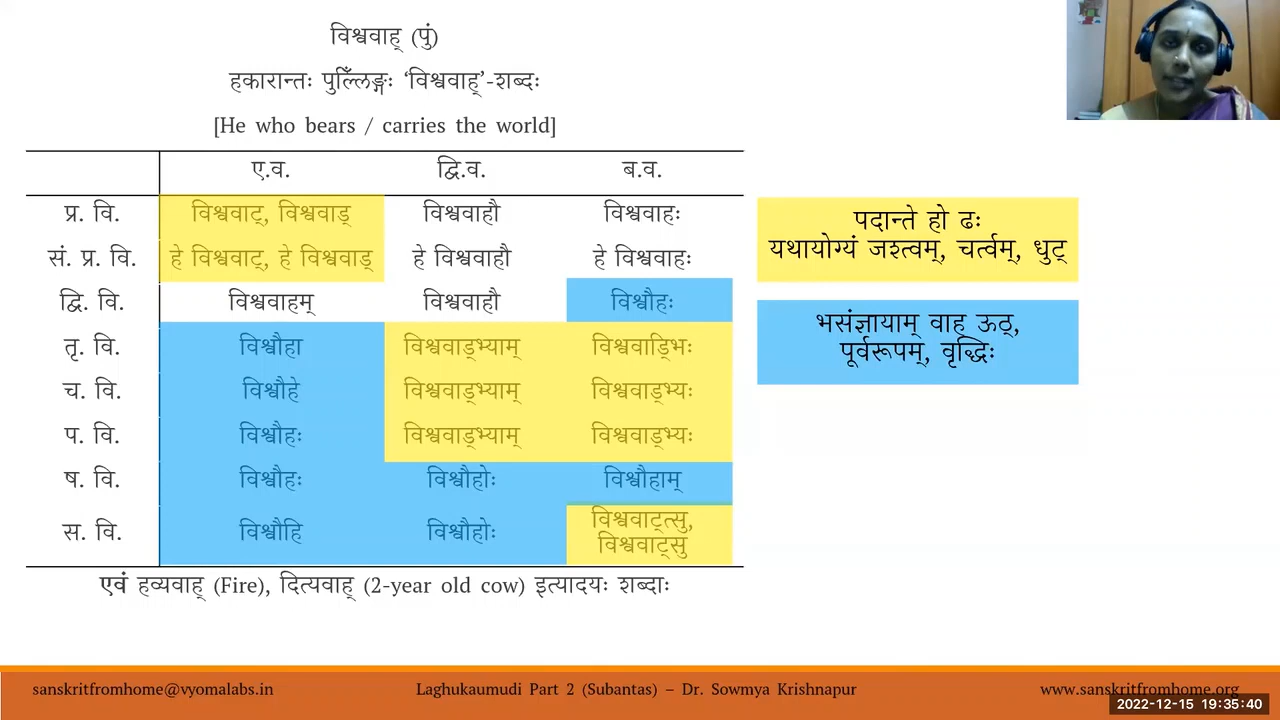 विश्ववाह् (पुं)
हकारान्तः पुल्लिँङ्गः ‘विश्ववाह्’-शब्दः
[He who bears / carries the world]
ए.व. द्वि.व. ब.व.
प्र. वि. विश्ववाट्, विश्ववाड् विश्ववाहौ विश्ववाहः
सं. प्र. वि. हे विश्ववाट्, हे विश्ववाड् हे विश्ववाहौ हे विश्ववाहः
द्वि. वि. विश्ववाहम् विश्ववाहौ विश्वौहः
तृ. वि. विश्वौहा विश्ववाड्भ्याम् विश्ववाड्भिः
च. वि. विश्वौहे विश्ववाड्भ्याम् विश्ववाड्भ्यः
प. वि. विश्वौहः विश्ववाड्भ्याम् विश्ववाड्भ्यः
ष. वि. विश्वौहः विश्वौहोः विश्वौहाम्
स. वि. विश्वौहि विश्वौहोः विश्ववाट्त्सु,
विश्ववाट्सु
एवं हव्यवाह् (Fire), दित्यवाह् (2-year old cow) इत्यादयः शब्दाः
पदान्ते हो ढः
यथायोग्यं जश्त्वम्, चर्त्वम्, धुट्
भसंज्ञायाम् वाह ऊठ्,
पूर्वरूपम्, वृद्धिः
sanskritfromhome@vyomalabs.in Laghukaumudi Part 2 (Subantas) – Dr. Sowmya Krishnapur www.sanskritfromhome.org
2022-12-15 19:35:40